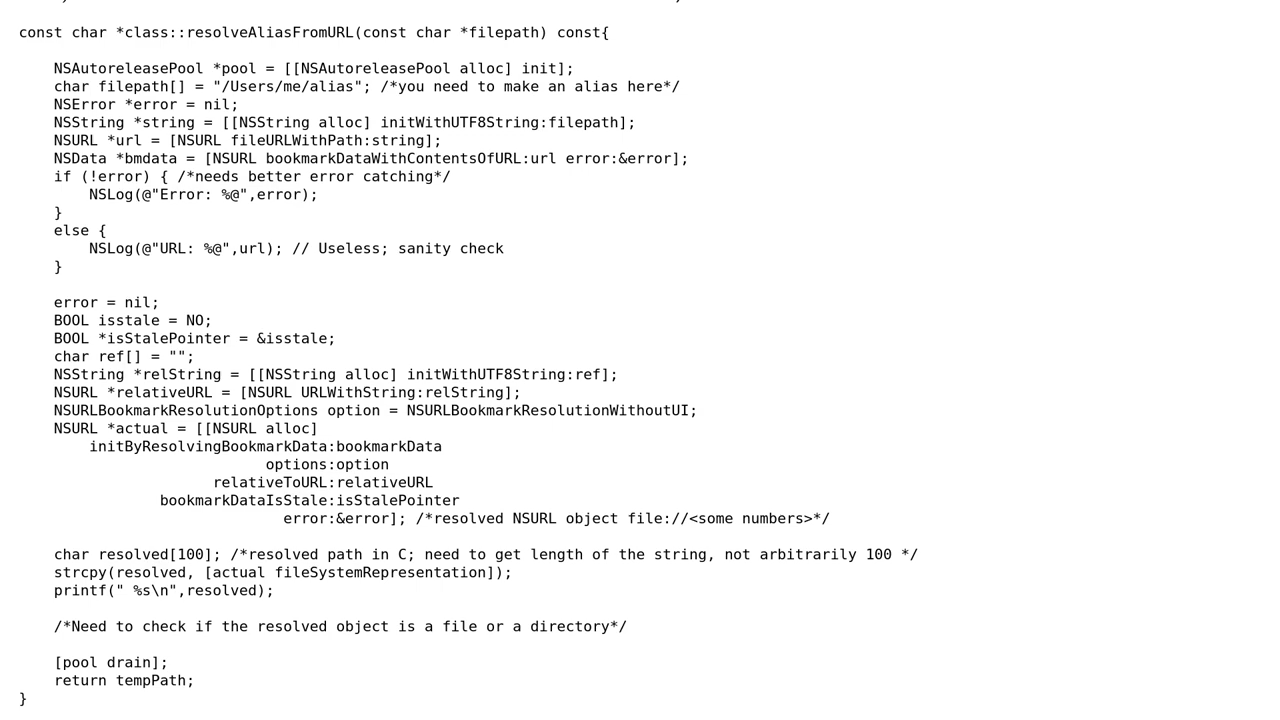 const char *class::resolveAliasFromURL(const char *filepath) const{
NSAutoreleasePool *pool = [[NSAutoreleasePool alloc] init];
char filepath[] = "/Users/me/alias"; /*you need to make an alias here*/
NSError *error = nil;
NSString *string = [[NSString alloc] initWithUTF8String:filepath];
NSURL *url = [NSURL fileURLWithPath:string];
NSData *bmdata = [NSURL bookmarkDataWithContentsOfURL:url error:&error];
if (!error) { /*needs better error catching*/
NSLog(@"Error: %@",error);
}
else {
NSLog(@"URL: %@",url); // Useless; sanity check
}
error = nil;
BOOL isstale = NO;
BOOL *isStalePointer = &isstale;
char ref[] = "";
NSString *relString = [[NSString alloc] initWithUTF8String:ref];
NSURL *relativeURL = [NSURL URLWithString:relString];
NSURLBookmarkResolutionOptions option = NSURLBookmarkResolutionWithoutUI;
NSURL *actual = [[NSURL alloc]
initByResolvingBookmarkData:bookmarkData
options:option
relativeToURL:relativeURL
bookmarkDataIsStale:isStalePointer
error:&error]; /*resolved NSURL object file://<some numbers>*/
char resolved[100]; /*resolved path in C; need to get length of the string, not arbitrarily 100 */
strcpy(resolved, [actual fileSystemRepresentation]);
printf(" %s\n",resolved);
/*Need to check if the resolved object is a file or a directory*/
[pool drain];
return tempPath;
}